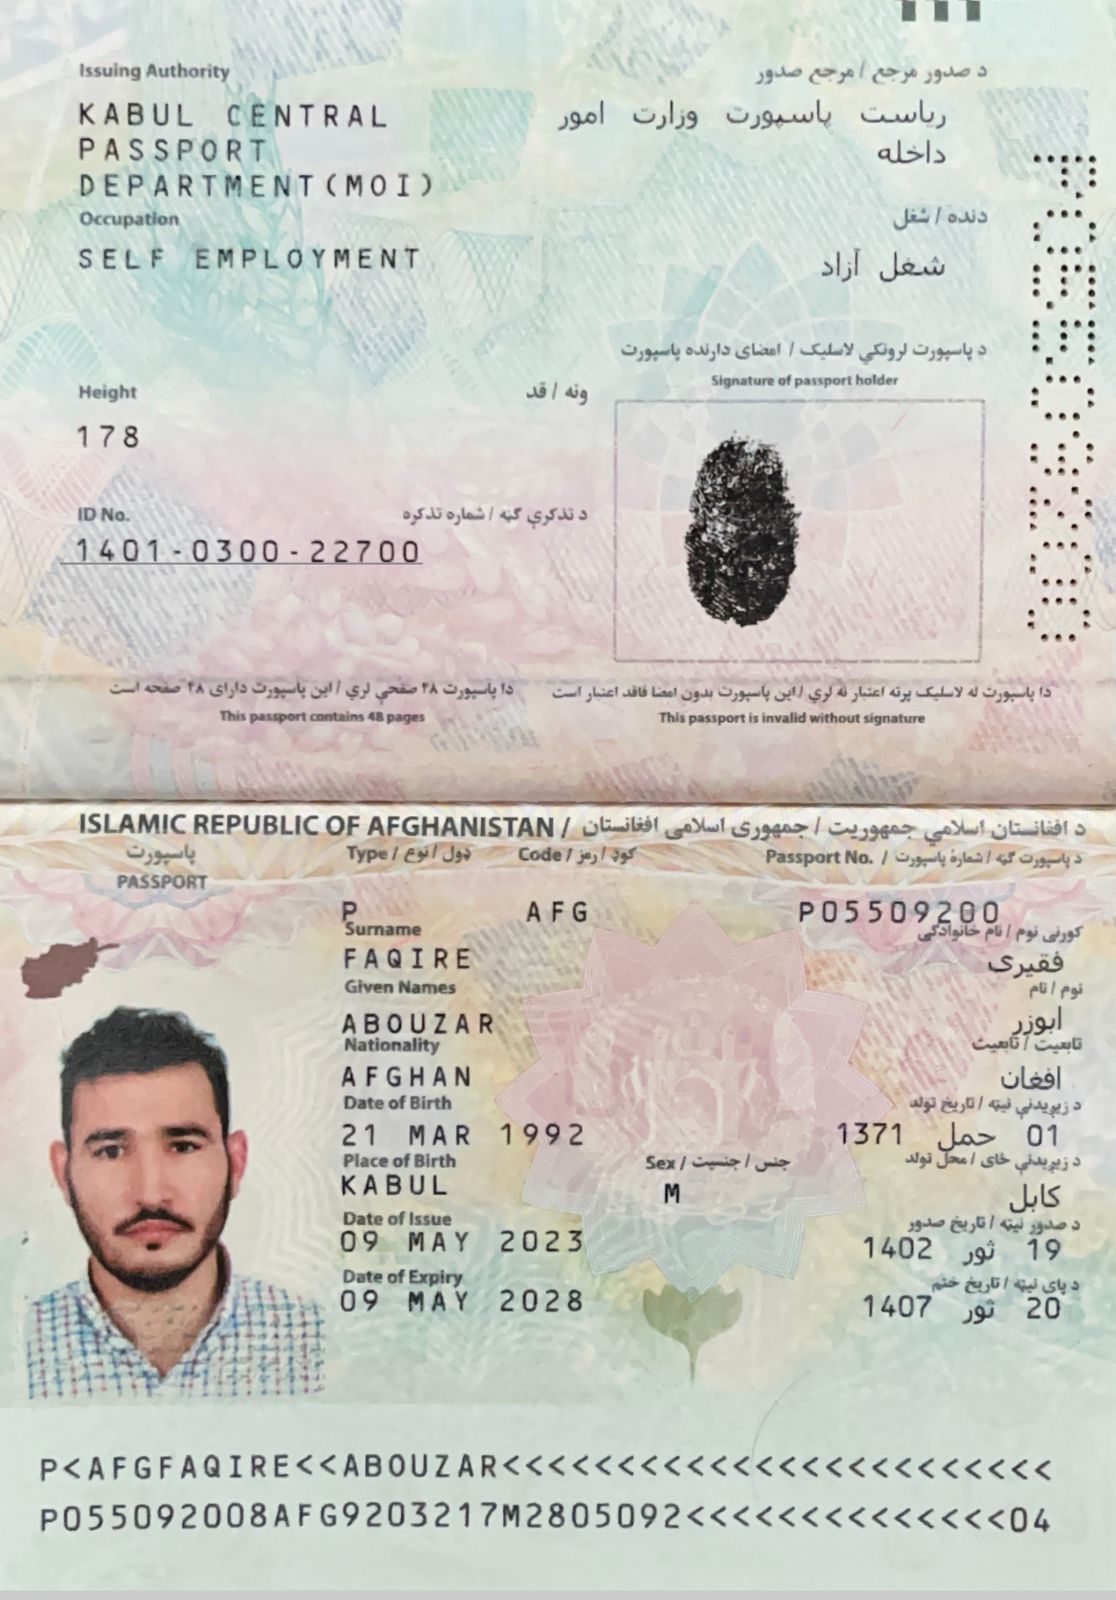 Issuing Authority د صدور مرجع / مرجع صدور
KABUL CENTRAL ریاست پاسپورت وزارت امور
PASSPORT داخله
DEPARTMENT(MOI)
Occupation دنده / شغل
SELF EMPLOYMENT شغل آزاد
د پاسپورت لرونکي لاسلیک / امضای دارنده پاسپورت
Signature of passport holder
Height ونه / قد
178
ID No. د تذکرې ګڼه / شماره تذکره
1401-0300-22700
دا پاسپورت ۴۸ صفحې لري / این پاسپورت دارای ۴۸ صفحه است
This passport contains 48 pages
دا پاسپورت له لاسلیک پرته اعتبار نه لري / این پاسپورت بدون امضا فاقد اعتبار است
This passport is invalid without signature
P05509200
ISLAMIC REPUBLIC OF AFGHANISTAN / د افغانستان اسلامي جمهوریت / جمهوری اسلامی افغانستان
پاسپورت Type / ډول / نوع Code / کوډ / رمز Passport No. / د پاسپورت ګڼه / شمارهٔ پاسپورت
PASSPORT
P AFG P05509200
Surname کورنی نوم / نام خانوادگی
FAQIRE فقیری
Given Names نوم / نام
ABOUZAR ابوزر
Nationality تابعیت / تابعیت
AFGHAN افغان
Date of Birth د زیږیدنې نیټه / تاریخ تولد
21 MAR 1992 01 حمل 1371
Place of Birth Sex / جنس / جنسیت د زیږیدنې ځای / محل تولد
KABUL M کابل
Date of Issue د صدور نیټه / تاریخ صدور
09 MAY 2023 19 ثور 1402
Date of Expiry د پای نیټه / تاریخ ختم
09 MAY 2028 20 ثور 1407
P<AFGFAQIRE<<ABOUZAR<<<<<<<<<<<<<<<<<<<<<<<<
P055092008AFG9203217M2805092<<<<<<<<<<<<<<04